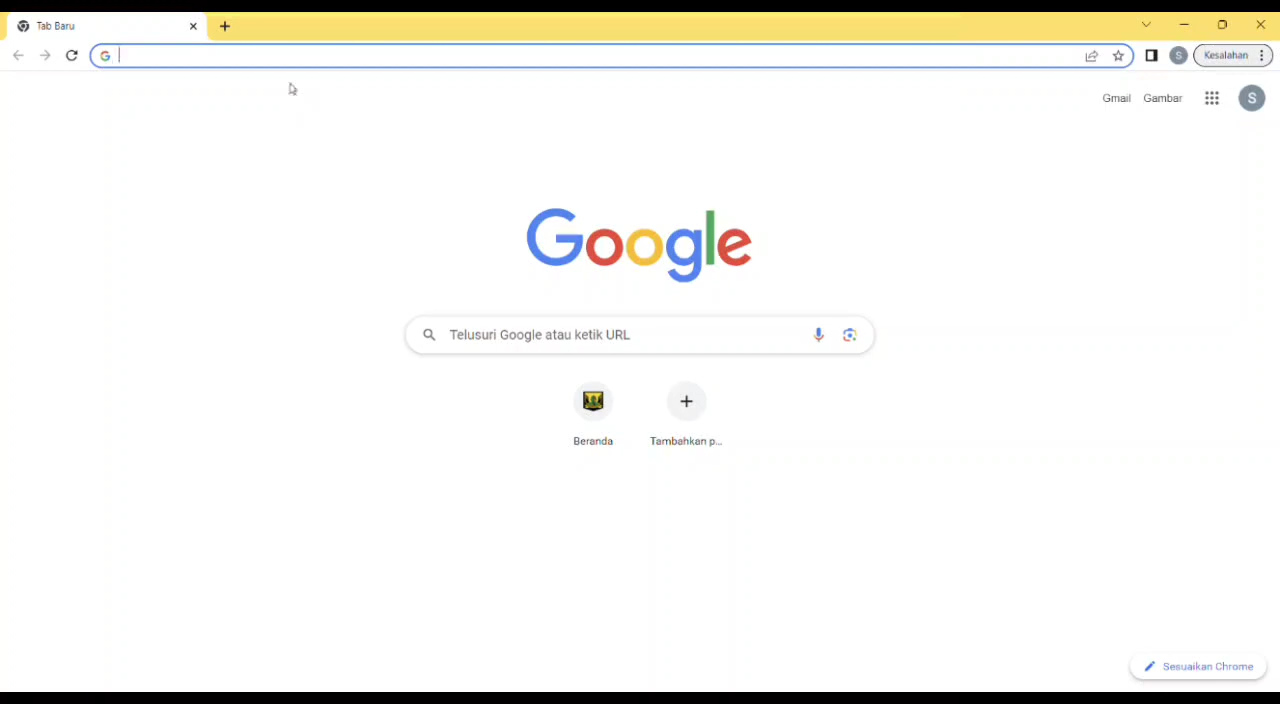 Tab Baru
S
Kesalahan
Gmail Gambar
S
Google
Telusuri Google atau ketik URL
Beranda
Tambahkan p...
Sesuaikan Chrome